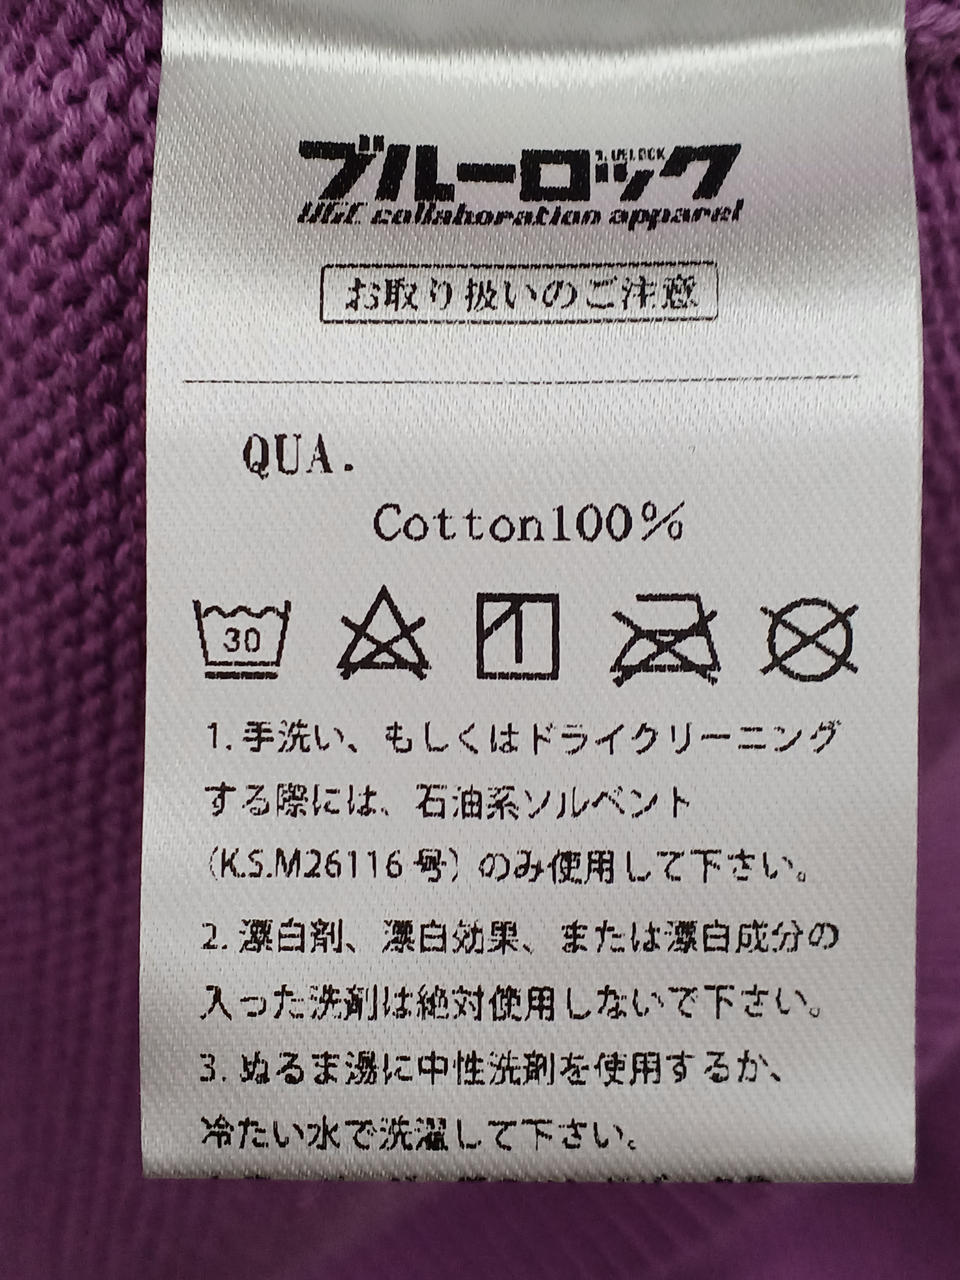 ブルーロック
BLUELOCK
UGC collaboration apparel
お取り扱いのご注意
QUA.
Cotton100%
30
1. 手洗い、もしくはドライクリーニング
する際には、石油系ソルベント
（K.S.M26116 号）のみ使用して下さい。
2. 漂白剤、漂白効果、または漂白成分の
入った洗剤は絶対使用しないで下さい。
3. ぬるま湯に中性洗剤を使用するか、
冷たい水で洗濯して下さい。